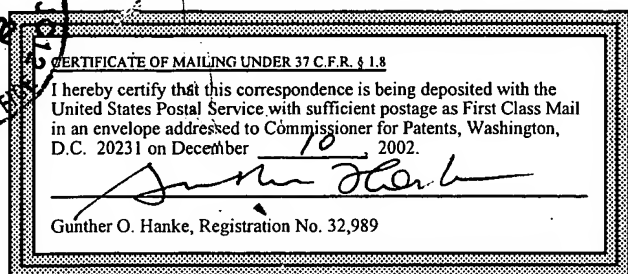 CERTIFICATE OF MAILING UNDER 37 C.F.R. § 1.8
I hereby certify that this correspondence is being deposited with the
United States Postal Service with sufficient postage as First Class Mail
in an envelope addressed to Commissioner for Patents, Washington,
D.C. 20231 on December 10, 2002.
Gunther O. Hanke, Registration No. 32,989